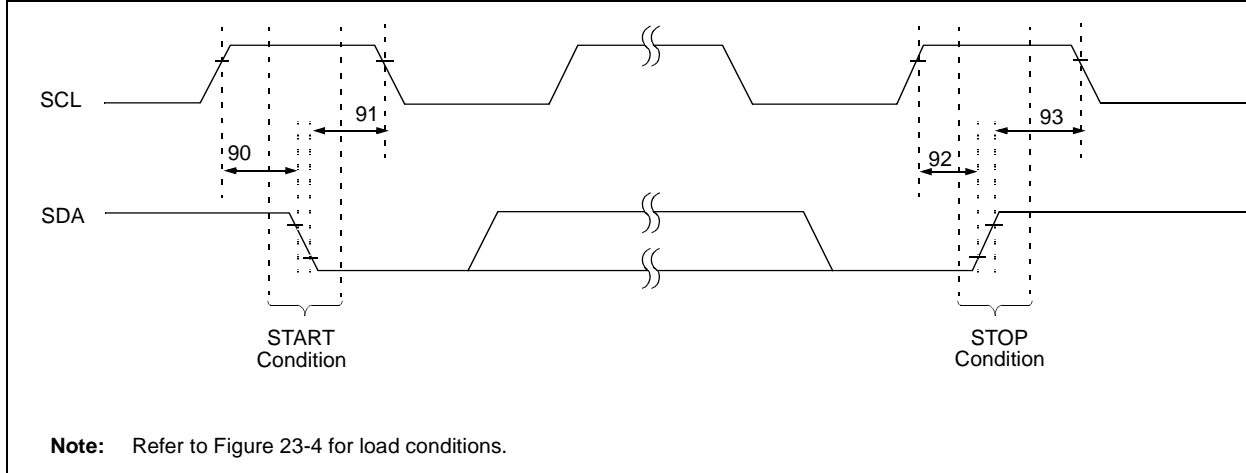 SCL
91
93
90
92
SDA
START
Condition
STOP
Condition
Note: Refer to Figure 23-4 for load conditions.